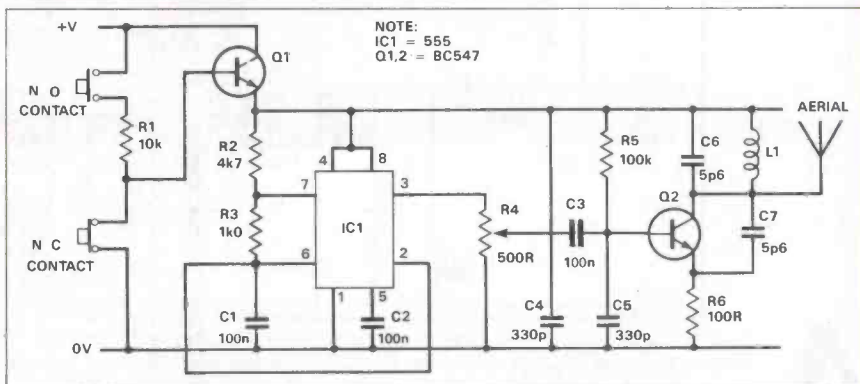 +V
NOTE:
IC1 = 555
Q1,2 = BC547
Q1
N O
CONTACT
R1
10k
R2
4k7
4
8
7
3
R3
1k0
IC1
6
2
1
5
N C
CONTACT
C1
100n
C2
100n
0V
R4
500R
C3
100n
C4
330p
C5
330p
R5
100k
Q2
C6
5p6
L1
AERIAL
C7
5p6
R6
100R